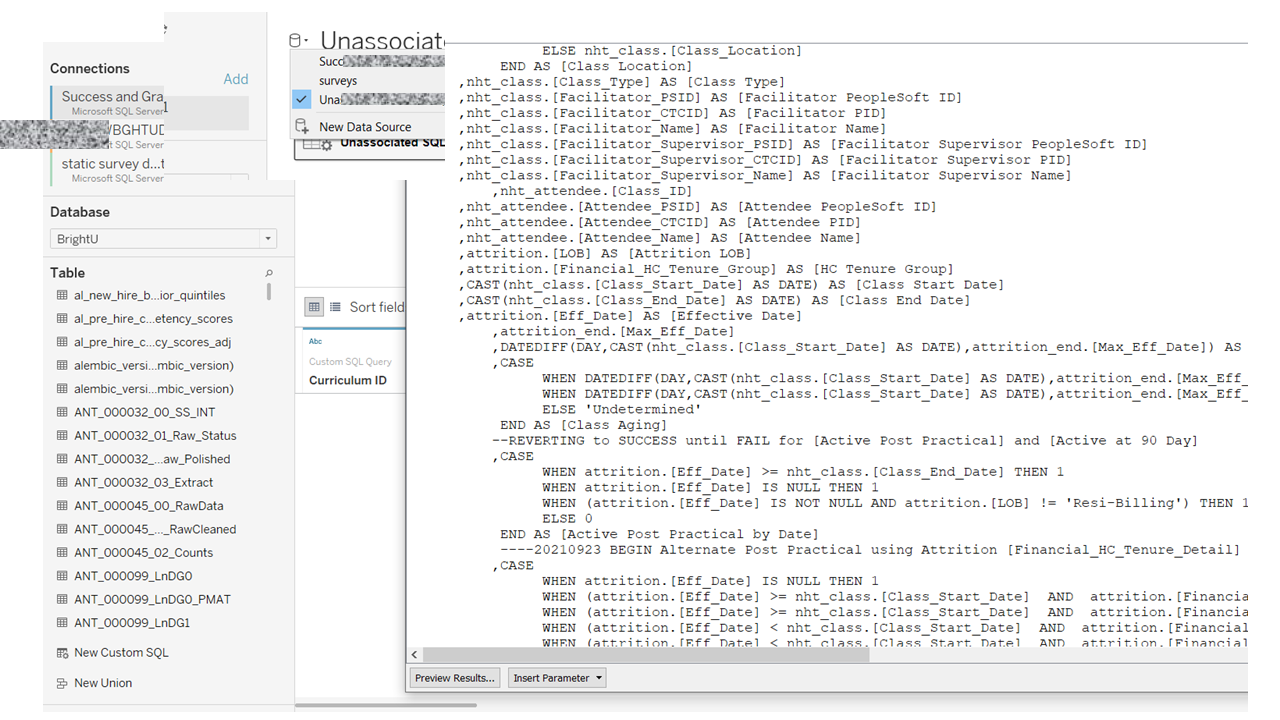 Connections
Add
Success and Gra
Microsoft SQL Server
/BGHTUD
SQL Server
static survey d...t
Microsoft SQL Server
Database
BrightU
Table
al_new_hire_b...ior_quintiles
al_pre_hire_c...etency_scores
al_pre_hire_c...cy_scores_adj
alembic_versi...mbic_version)
alembic_versi...mbic_version)
ANT_000032_00_SS_INT
ANT_000032_01_Raw_Status
ANT_000032_...aw_Polished
ANT_000032_03_Extract
ANT_000045_00_RawData
ANT_000045_..._RawCleaned
ANT_000045_02_Counts
ANT_000099_LnDG0
ANT_000099_LnDG0_PMAT
ANT_000099_LnDG1
New Custom SQL
New Union
Unassociat
Succ
surveys
Una
New Data Source
Unassociated SQL
Sort field
Abc
Custom SQL Query
Curriculum ID
ELSE nht_class.[Class_Location]
END AS [Class Location]
,nht_class.[Class_Type] AS [Class Type]
,nht_class.[Facilitator_PSID] AS [Facilitator PeopleSoft ID]
,nht_class.[Facilitator_CTCID] AS [Facilitator PID]
,nht_class.[Facilitator_Name] AS [Facilitator Name]
,nht_class.[Facilitator_Supervisor_PSID] AS [Facilitator Supervisor PeopleSoft ID]
,nht_class.[Facilitator_Supervisor_CTCID] AS [Facilitator Supervisor PID]
,nht_class.[Facilitator_Supervisor_Name] AS [Facilitator Supervisor Name]
,nht_attendee.[Class_ID]
,nht_attendee.[Attendee_PSID] AS [Attendee PeopleSoft ID]
,nht_attendee.[Attendee_CTCID] AS [Attendee PID]
,nht_attendee.[Attendee_Name] AS [Attendee Name]
,attrition.[LOB] AS [Attrition LOB]
,attrition.[Financial_HC_Tenure_Group] AS [HC Tenure Group]
,CAST(nht_class.[Class_Start_Date] AS DATE) AS [Class Start Date]
,CAST(nht_class.[Class_End_Date] AS DATE) AS [Class End Date]
,attrition.[Eff_Date] AS [Effective Date]
,attrition_end.[Max_Eff_Date]
,DATEDIFF(DAY,CAST(nht_class.[Class_Start_Date] AS DATE),attrition_end.[Max_Eff_Date]) AS
,CASE
WHEN DATEDIFF(DAY,CAST(nht_class.[Class_Start_Date] AS DATE),attrition_end.[Max_Eff_
WHEN DATEDIFF(DAY,CAST(nht_class.[Class_Start_Date] AS DATE),attrition_end.[Max_Eff_
ELSE 'Undetermined'
END AS [Class Aging]
--REVERTING to SUCCESS until FAIL for [Active Post Practical] and [Active at 90 Day]
,CASE
WHEN attrition.[Eff_Date] >= nht_class.[Class_End_Date] THEN 1
WHEN attrition.[Eff_Date] IS NULL THEN 1
WHEN (attrition.[Eff_Date] IS NOT NULL AND attrition.[LOB] != 'Resi-Billing') THEN 1
ELSE 0
END AS [Active Post Practical by Date]
----20210923 BEGIN Alternate Post Practical using Attrition [Financial_HC_Tenure_Detail]
,CASE
WHEN attrition.[Eff_Date] IS NULL THEN 1
WHEN (attrition.[Eff_Date] >= nht_class.[Class_Start_Date] AND attrition.[Financia
WHEN (attrition.[Eff_Date] >= nht_class.[Class_Start_Date] AND attrition.[Financia
WHEN (attrition.[Eff_Date] < nht_class.[Class_Start_Date] AND attrition.[Financial
WHEN (attrition.[Eff_Date] < nht_class.[Class_Start_Date] AND attrition.[Financial
Preview Results...
Insert Parameter